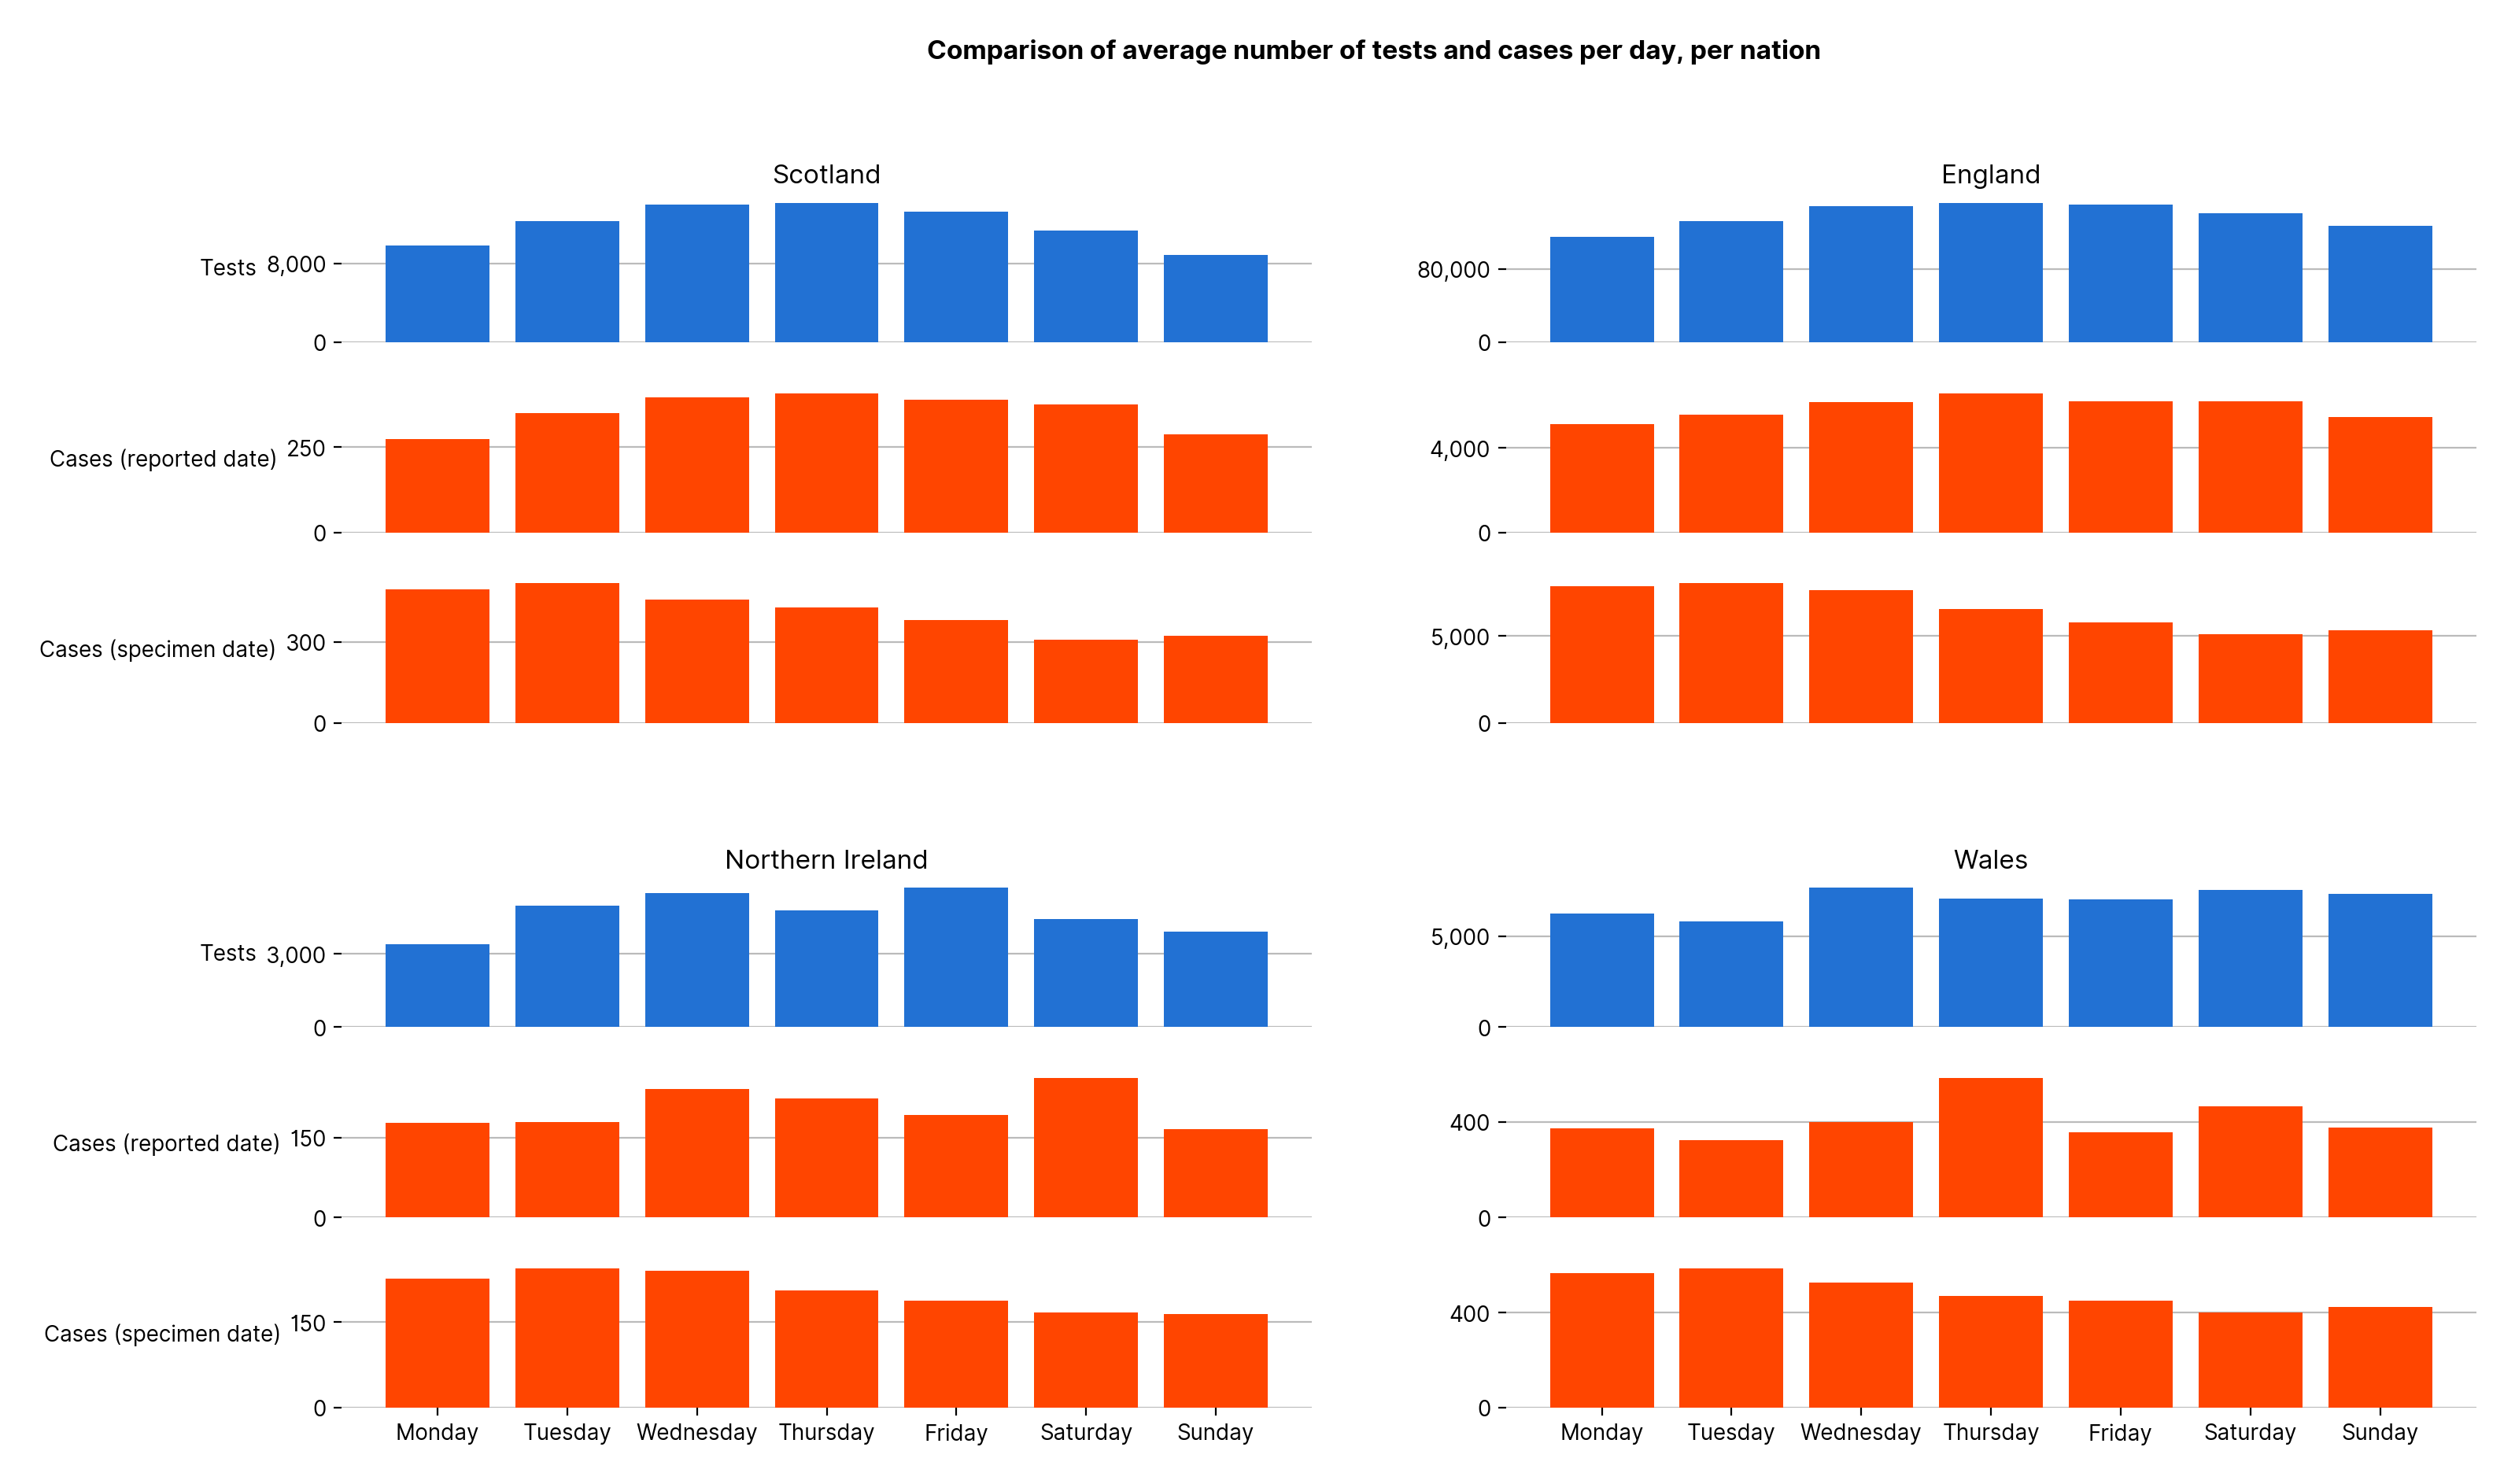 Comparison of average number of tests and cases per day, per nation
Scotland
Tests 8,000
0
Cases (reported date) 250
0
Cases (specimen date) 300
0
England
80,000
0
4,000
0
5,000
0
Northern Ireland
Tests 3,000
0
Cases (reported date) 150
0
Cases (specimen date) 150
0
Monday Tuesday Wednesday Thursday Friday Saturday Sunday
Wales
5,000
0
400
0
400
0
Monday Tuesday Wednesday Thursday Friday Saturday Sunday